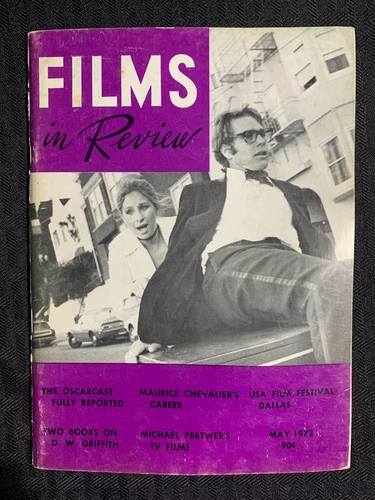 FILMS
in Review
THE OSCARCAST
FULLY REPORTED
MAURICE CHEVALIER'S
CAREER
USA FILM FESTIVAL
DALLAS
TWO BOOKS ON
D. W. GRIFFITH
MICHAEL PERTWEE'S
TV FILMS
MAY 1972
90¢